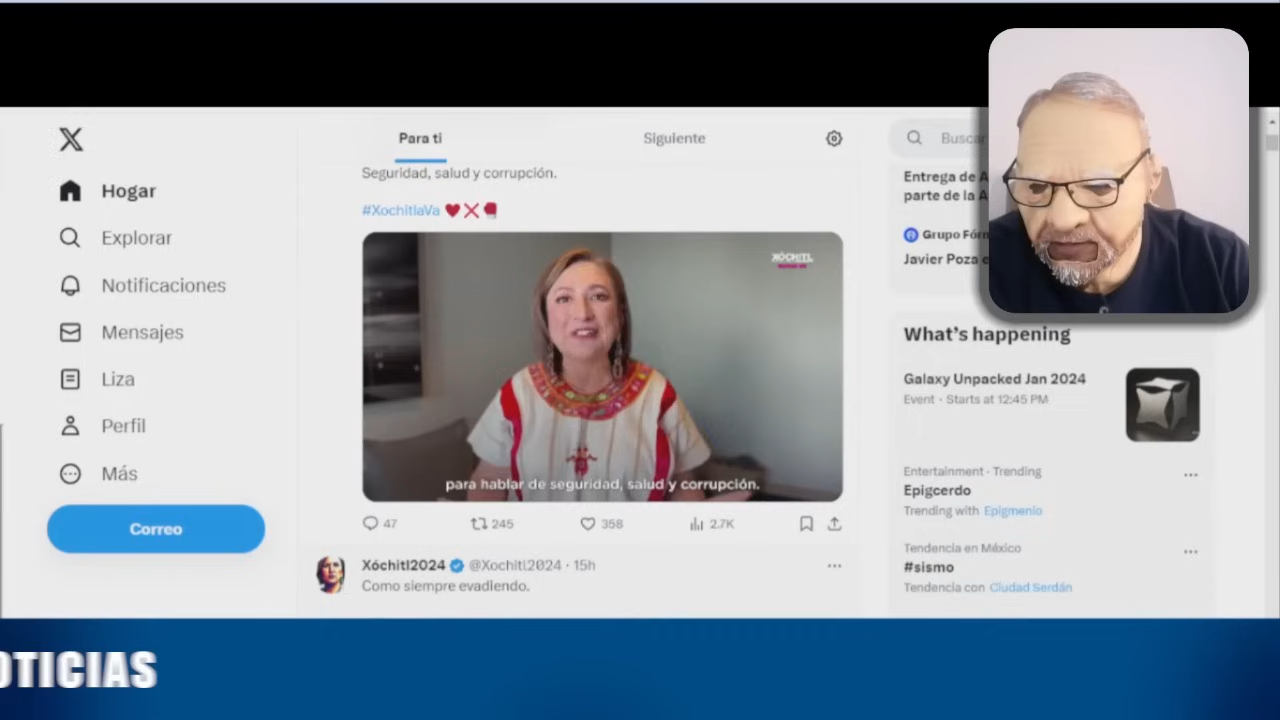 Para ti
Siguiente
Hogar
Explorar
Notificaciones
Mensajes
Liza
Perfil
Más
Correo
Seguridad, salud y corrupción.
#XochitlaVa
XÓCHITL
para hablar de seguridad, salud y corrupción.
47
245
358
2.7K
Xóchitl2024 @Xochitl2024 · 15h
Como siempre evadiendo.
Buscar
Entrega de
parte de la
Grupo Fór
Javier Poza
What's happening
Galaxy Unpacked Jan 2024
Event · Starts at 12:45 PM
Entertainment · Trending
Epigcerdo
Trending with Epigmenio
Tendencia en México
#sismo
Tendencia con Ciudad Serdán
OTICIAS